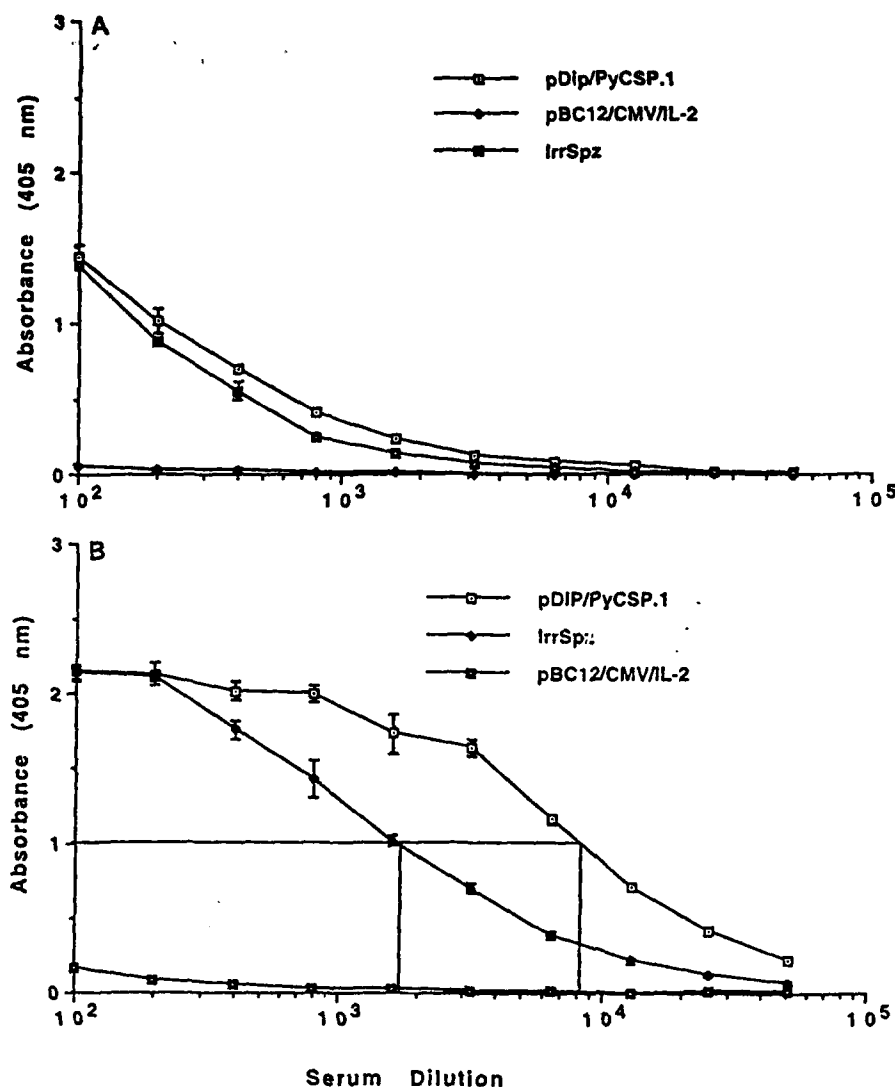 A
3
pDip/PyCSP.1
pBC12/CMV/IL-2
IrrSpz
2
1
0
Absorbance (405 nm)
10²
10³
10⁴
10⁵
B
3
pDIP/PyCSP.1
pBC12/CMV/IL-2
2
1
0
Absorbance (405 nm)
10²
10³
10⁴
10⁵
Serum Dilution